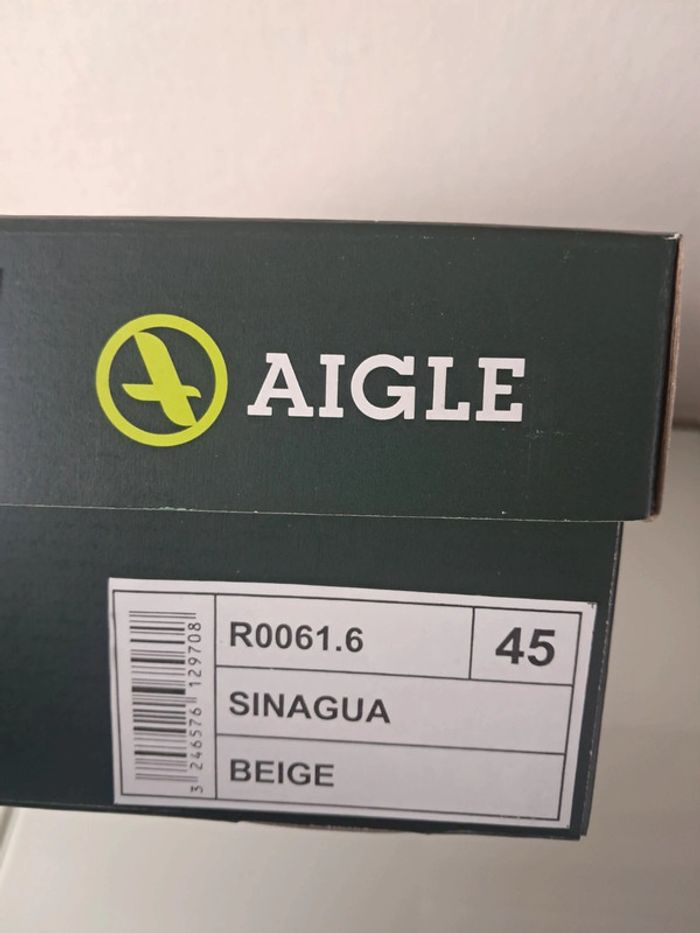 AIGLE
R0061.6
45
SINAGUA
BEIGE
3 246576 129708